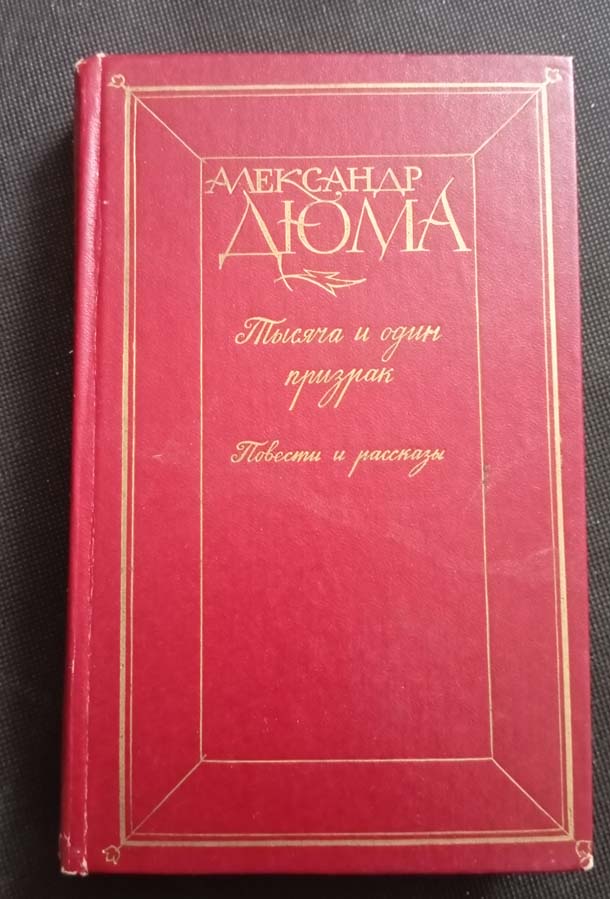 АЛЕКСАНДР
ДЮМА
Тысяча и один
призрак
Повести и рассказы